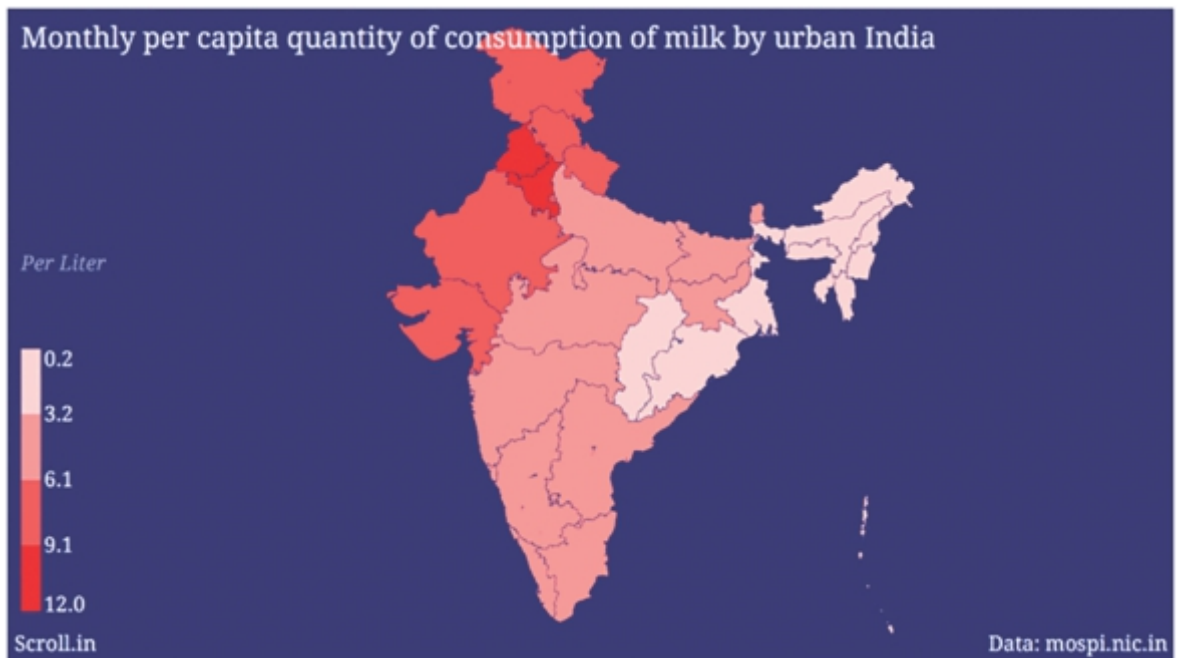 Monthly per capita quantity of consumption of milk by urban India
Per Liter
0.2
3.2
6.1
9.1
12.0
Scroll.in
Data: mospi.nic.in